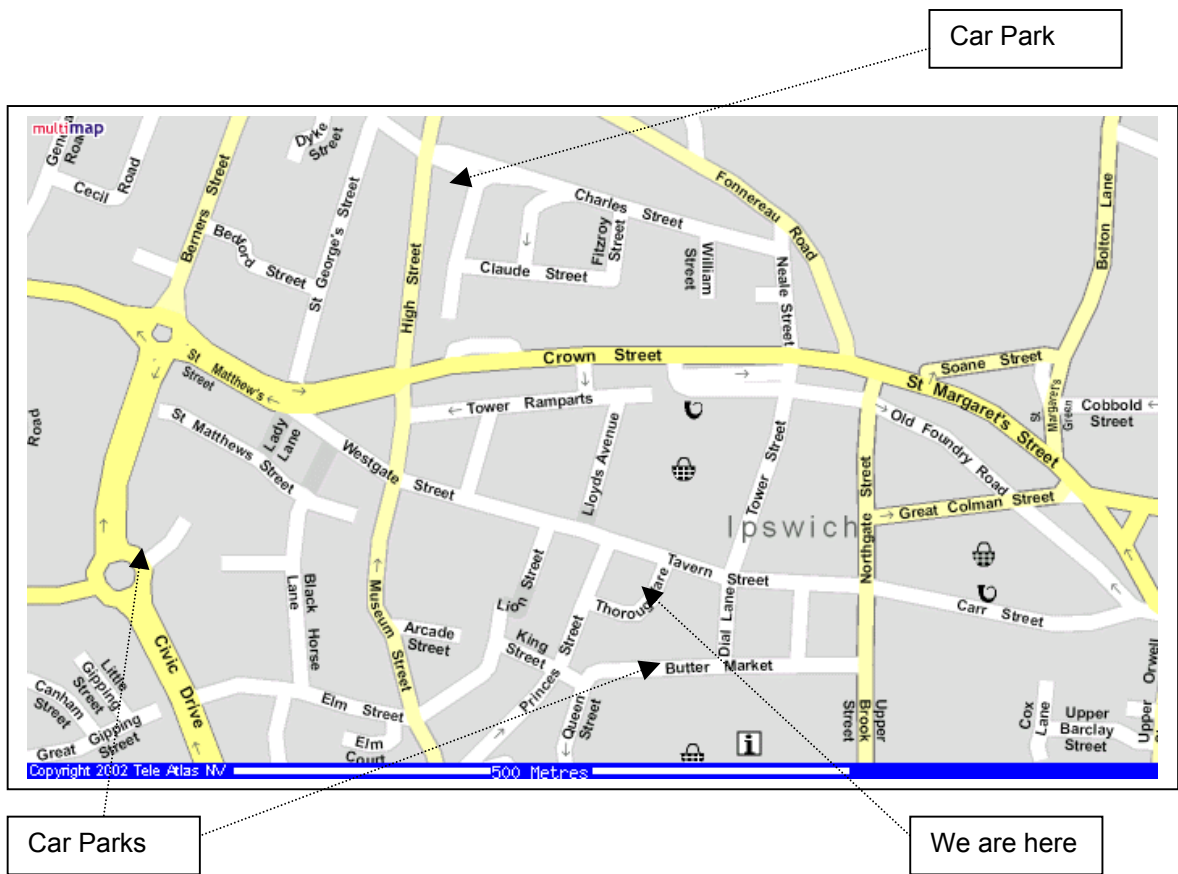 Car Park
multimap
Dyke
Street
Road
Cecil Road
Berners Street
Bedford Street
St George's Street
High Street
Charles Street
Fitzroy
Street
William
Street
Claude Street
Fonnereau Road
Neale Street
Bolton Lane
Crown Street
Soane Street
St Margaret's Street
St.
Margaret's
Green
Cobbold
Street
St Matthew's
Street
Tower Ramparts
Old Foundry Road
Road
St Matthews Street
Lady
Lane
Westgate Street
Lloyds Avenue
Tower Street
Northgate Street
Great Colman Street
Ipswich
Tavern Street
Carr Street
Black Horse
Lane
Museum Street
Lion Street
Thoroughfare
Dial Lane
Arcade
Street
King
Street
Princes Street
Butter Market
Civic Drive
Little
Gipping
Street
Canham
Street
Great Gipping
Street
Elm Street
Elm
Court
Queen
Street
Upper
Brook
Street
Cox
Lane
Upper
Barclay
Street
Upper Orwell
i
Copyright 2002 Tele Atlas NV
500 Metres
Car Parks
We are here